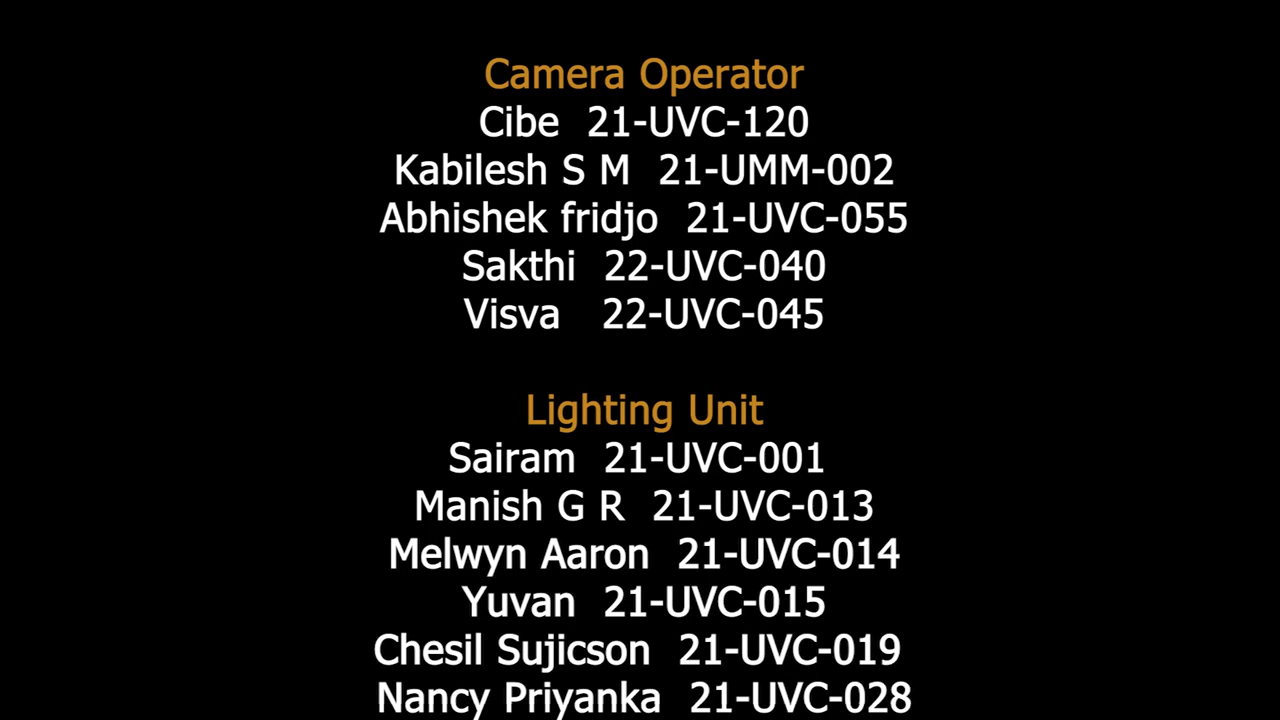 Camera Operator
Cibe 21-UVC-120
Kabilesh S M 21-UMM-002
Abhishek fridjo 21-UVC-055
Sakthi 22-UVC-040
Visva 22-UVC-045
Lighting Unit
Sairam 21-UVC-001
Manish G R 21-UVC-013
Melwyn Aaron 21-UVC-014
Yuvan 21-UVC-015
Chesil Sujicson 21-UVC-019
Nancy Priyanka 21-UVC-028